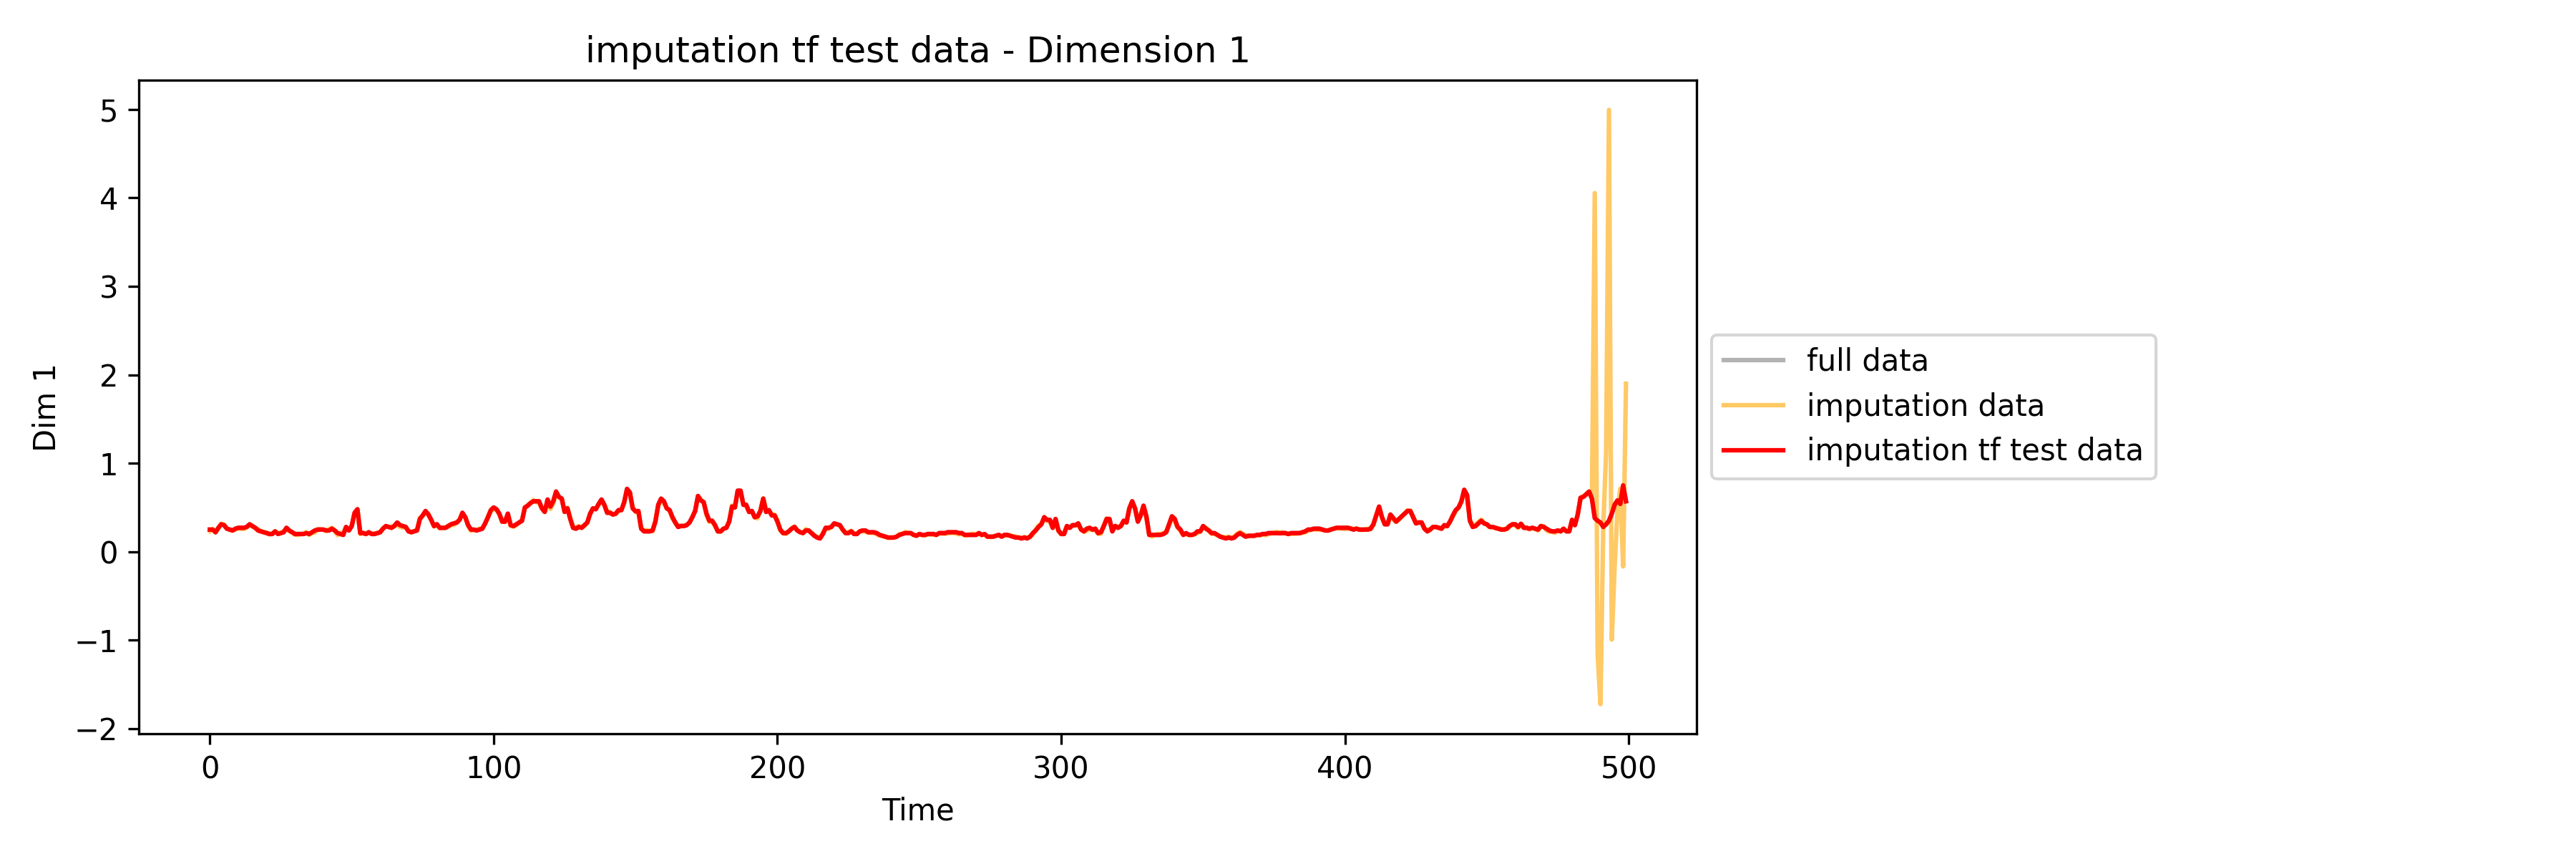 imputation tf test data - Dimension 1
5
4
3
2
1
0
−1
−2
Dim 1
0 100 200 300 400 500
Time
full data
imputation data
imputation tf test data